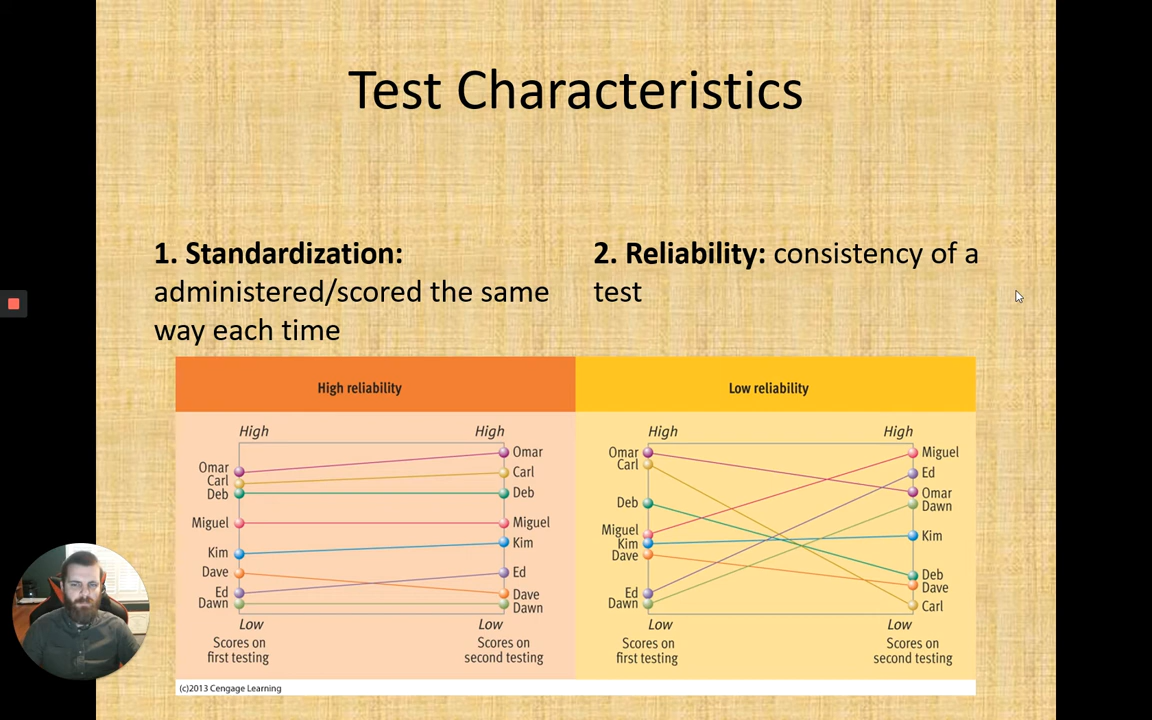 Test Characteristics
1. Standardization:
administered/scored the same
way each time
2. Reliability: consistency of a
test
High reliability
High
High
Omar
Carl
Deb
Miguel
Kim
Dave
Ed
Dawn
Omar
Carl
Deb
Miguel
Kim
Ed
Dave
Dawn
Low
Low
Scores on
first testing
Scores on
second testing
Low reliability
High
High
Omar
Carl
Deb
Miguel
Kim
Dave
Ed
Dawn
Miguel
Ed
Omar
Dawn
Kim
Deb
Dave
Carl
Low
Low
Scores on
first testing
Scores on
second testing
(c)2013 Cengage Learning